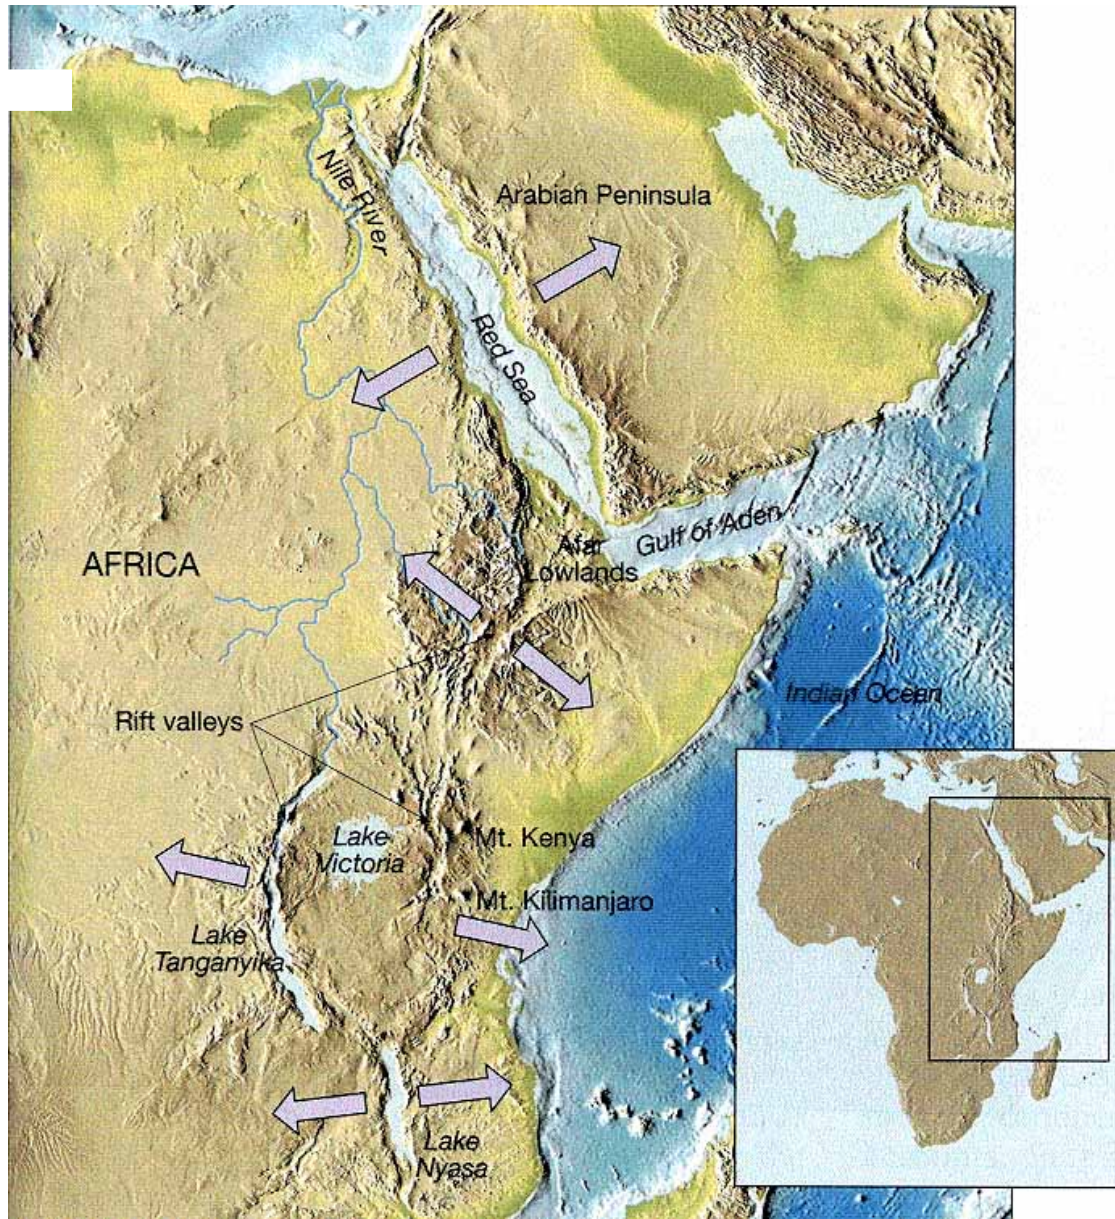 Nile River
Arabian Peninsula
Red Sea
AFRICA
Afar
Lowlands
Gulf of Aden
Indian Ocean
Rift valleys
Lake
Victoria
Mt. Kenya
Mt. Kilimanjaro
Lake
Tanganyika
Lake
Nyasa